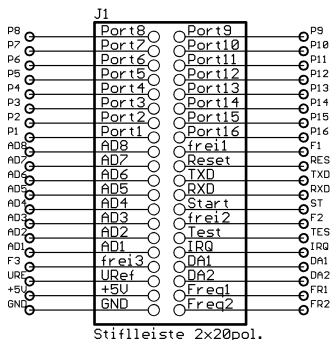 J1
P8 Port8 Port9 P9
P7 Port7 Port10 P10
P6 Port6 Port11 P11
P5 Port5 Port12 P12
P4 Port4 Port13 P13
P3 Port3 Port14 P14
P2 Port2 Port15 P15
P1 Port1 Port16 P16
AD8 AD8 frei1 F1
AD7 AD7 Reset RES
AD6 AD6 TXD TXD
AD5 AD5 RXD RXD
AD4 AD4 Start ST
AD3 AD3 frei2 F2
AD2 AD2 Test TES
AD1 AD1 IRQ IRQ
F3 frei3 DA1 DA1
URE URef DA2 DA2
+5V +5V Freq1 FR1
GND GND Freq2 FR2
Stiflleiste 2x20pol.